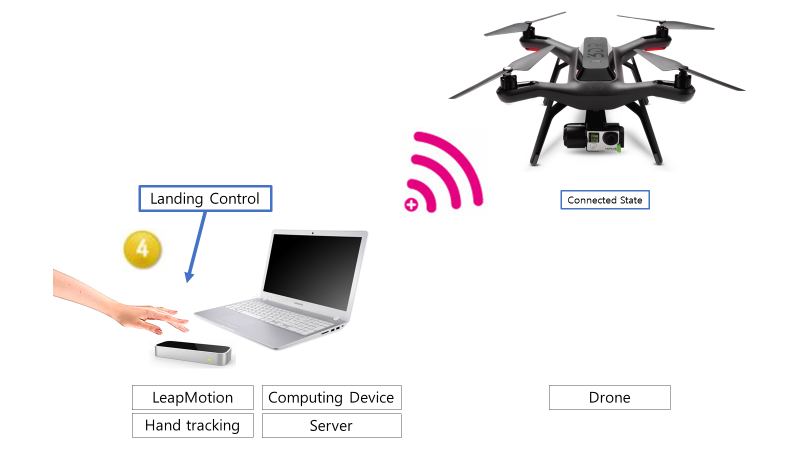 Landing Control
4
Connected State
LeapMotion
Computing Device
Drone
Hand tracking
Server